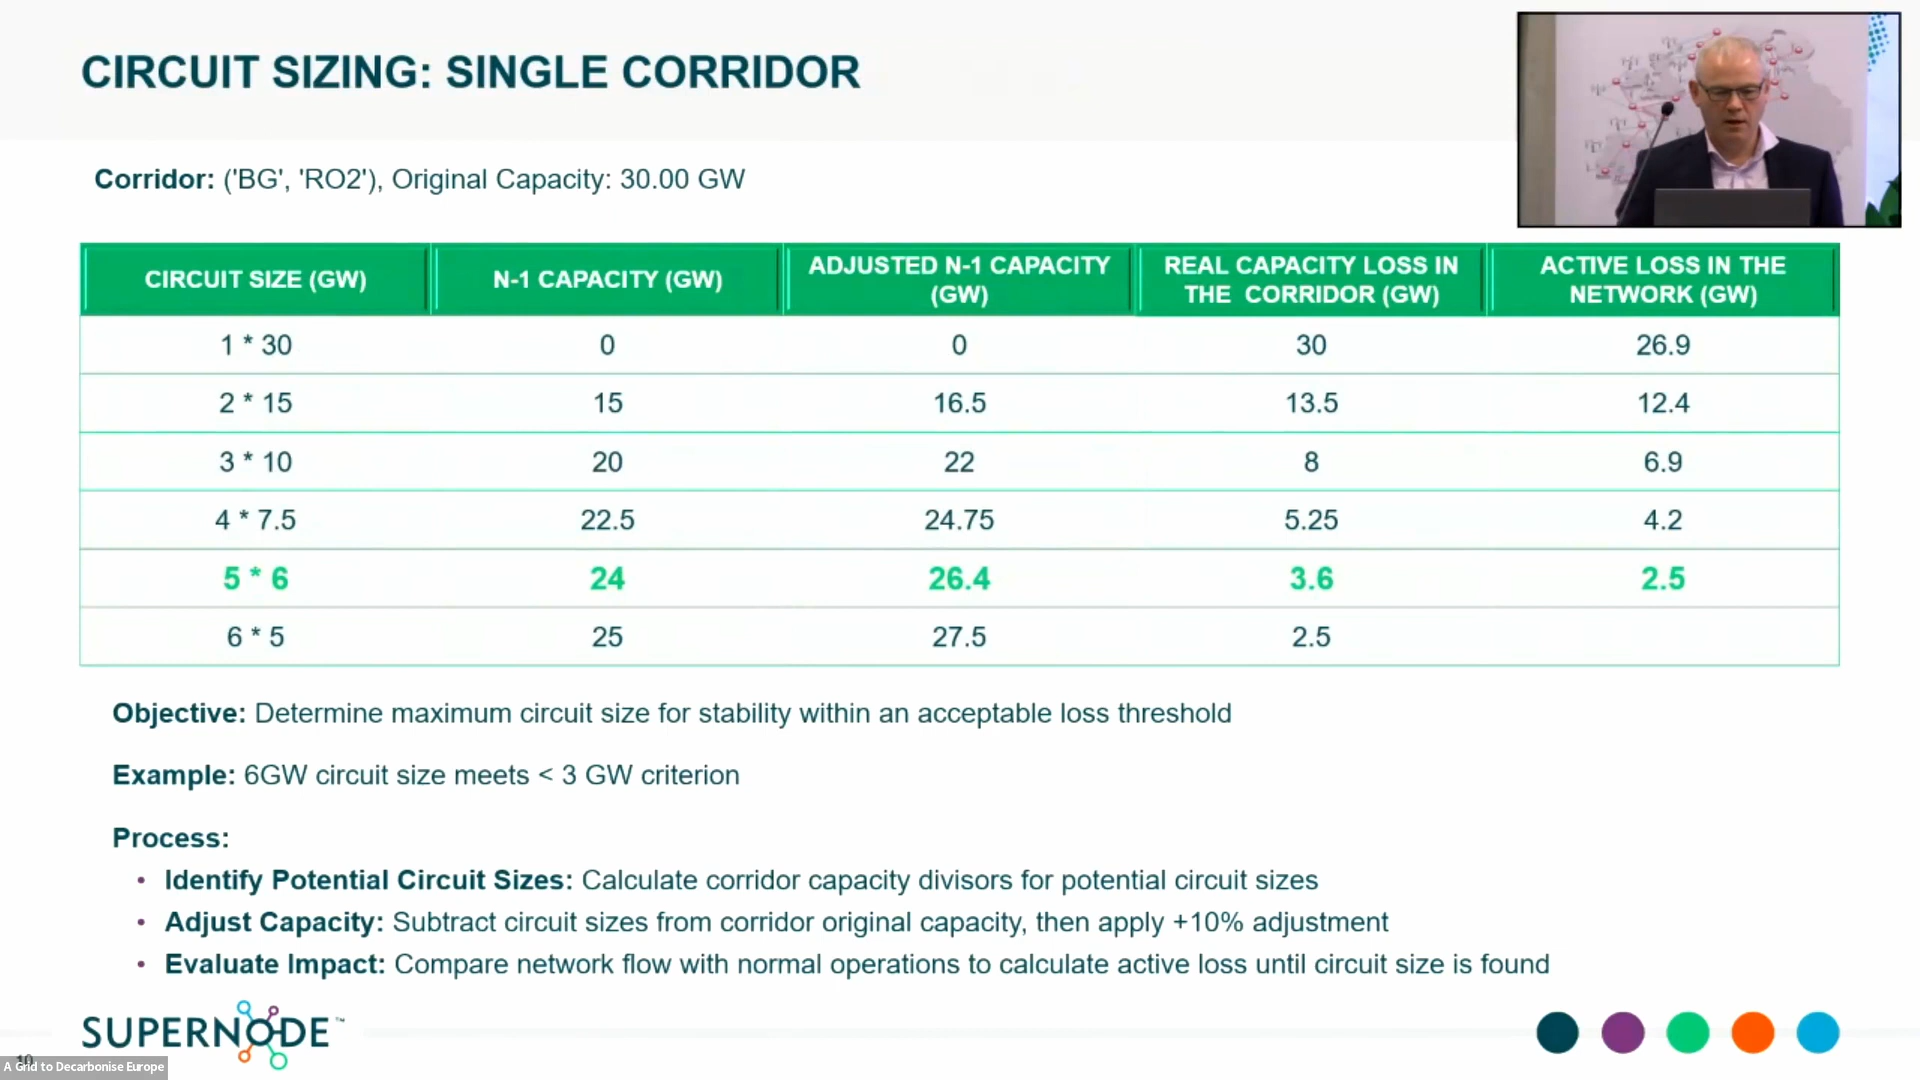 CIRCUIT SIZING: SINGLE CORRIDOR
Corridor: ('BG', 'RO2'), Original Capacity: 30.00 GW
CIRCUIT SIZE (GW) N-1 CAPACITY (GW) ADJUSTED N-1 CAPACITY (GW) REAL CAPACITY LOSS IN THE CORRIDOR (GW) ACTIVE LOSS IN THE NETWORK (GW)
1 * 30 0 0 30 26.9
2 * 15 15 16.5 13.5 12.4
3 * 10 20 22 8 6.9
4 * 7.5 22.5 24.75 5.25 4.2
5 * 6 24 26.4 3.6 2.5
6 * 5 25 27.5 2.5
Objective: Determine maximum circuit size for stability within an acceptable loss threshold
Example: 6GW circuit size meets < 3 GW criterion
Process:
• Identify Potential Circuit Sizes: Calculate corridor capacity divisors for potential circuit sizes
• Adjust Capacity: Subtract circuit sizes from corridor original capacity, then apply +10% adjustment
• Evaluate Impact: Compare network flow with normal operations to calculate active loss until circuit size is found
SUPERNODE™
10
A Grid to Decarbonise Europe